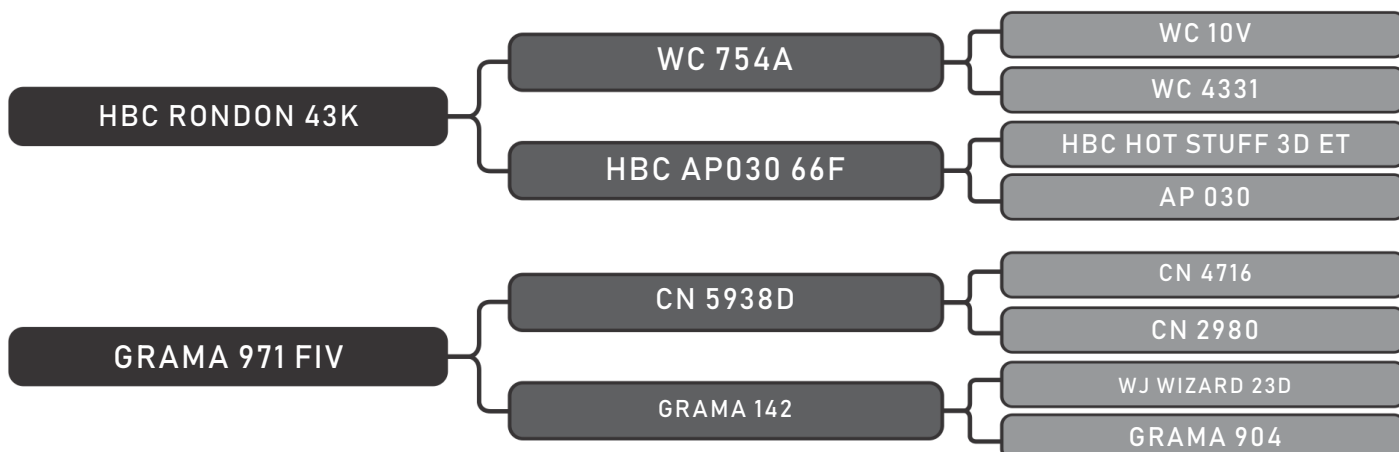 HBC RONDON 43K
WC 754A
WC 10V
WC 4331
HBC AP030 66F
HBC HOT STUFF 3D ET
AP 030
GRAMA 971 FIV
CN 5938D
CN 4716
CN 2980
GRAMA 142
WJ WIZARD 23D
GRAMA 904